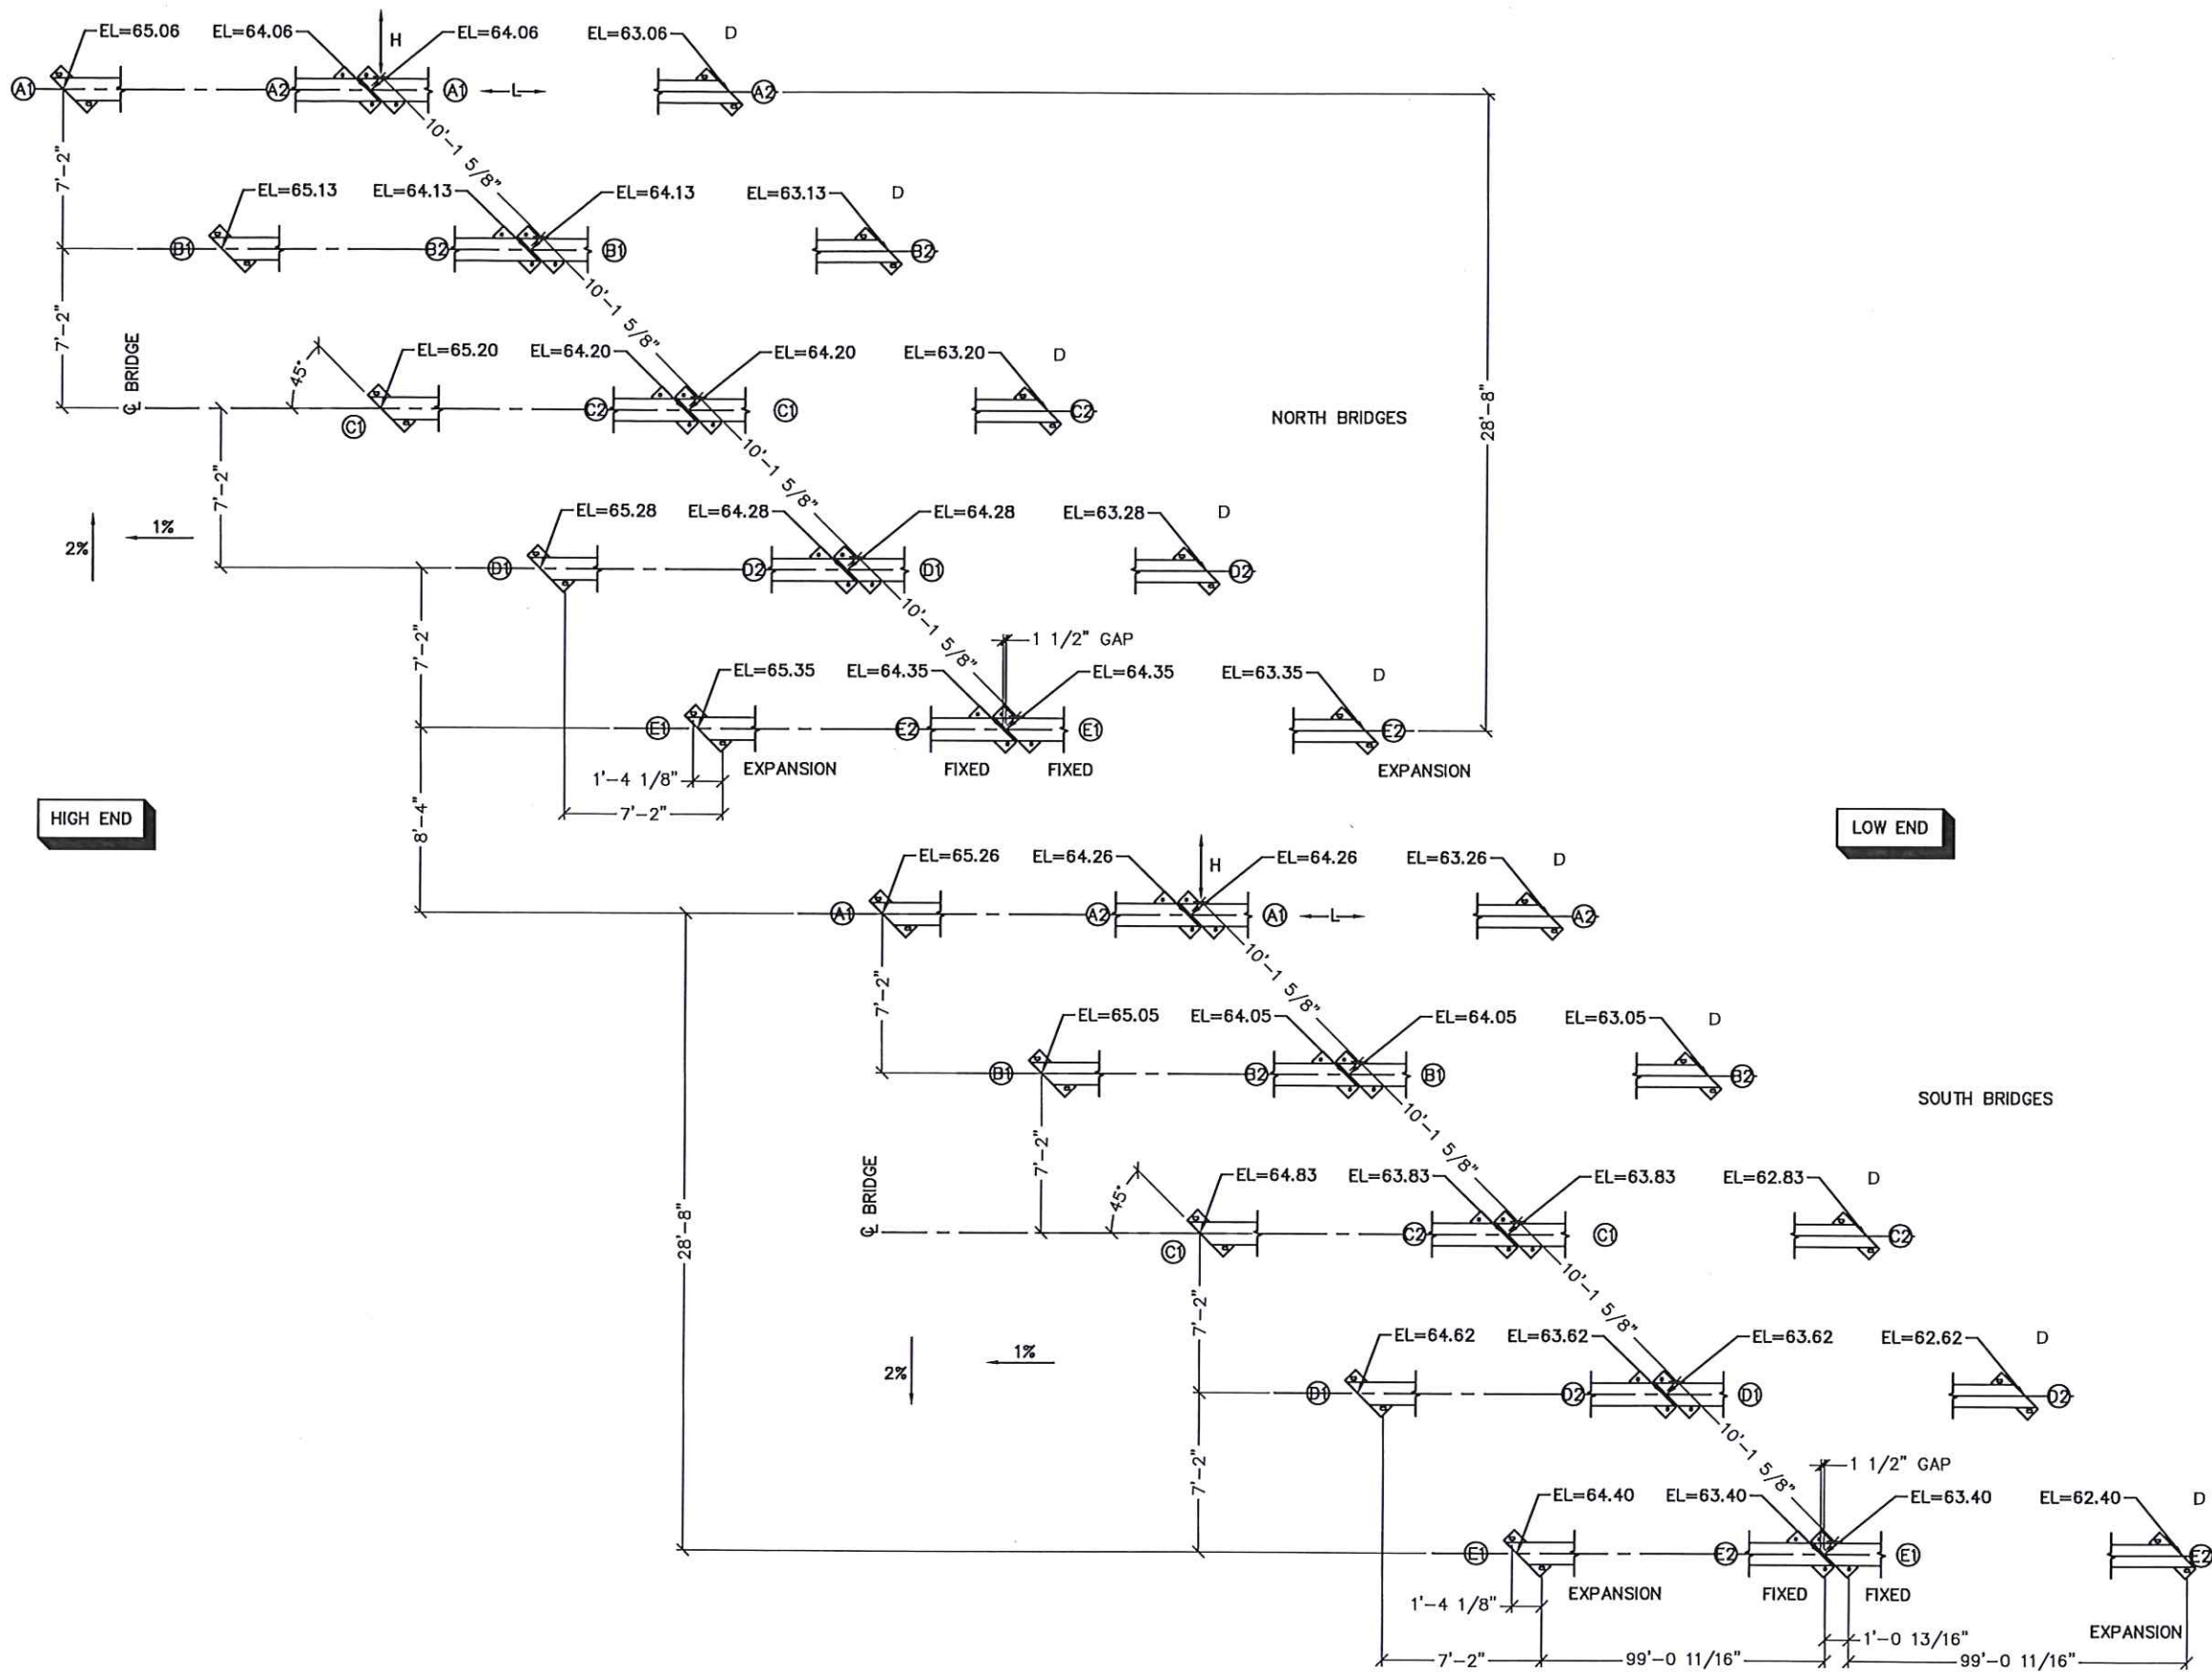 EL=65.06 EL=64.06 H EL=64.06 EL=63.06 D
A1 A2 A1 L A2
10'-1 5/8"
7'-2"
EL=65.13 EL=64.13 EL=64.13 EL=63.13 D
B1 B2 B1 B2
10'-1 5/8"
7'-2"
℄ BRIDGE
45°
EL=65.20 EL=64.20 EL=64.20 EL=63.20 D
C1 C2 C1 C2
NORTH BRIDGES
28'-8"
10'-1 5/8"
7'-2"
2% 1%
EL=65.28 EL=64.28 EL=64.28 EL=63.28 D
D1 D2 D1 D2
10'-1 5/8"
7'-2"
1 1/2" GAP
EL=65.35 EL=64.35 EL=64.35 EL=63.35 D
E1 E2 E1 E2
EXPANSION FIXED FIXED EXPANSION
1'-4 1/8"
7'-2"
8'-4"
HIGH END
LOW END
EL=65.26 EL=64.26 H EL=64.26 EL=63.26 D
A1 A2 A1 L A2
10'-1 5/8"
7'-2"
EL=65.05 EL=64.05 EL=64.05 EL=63.05 D
B1 B2 B1 B2
SOUTH BRIDGES
10'-1 5/8"
7'-2"
℄ BRIDGE
45°
EL=64.83 EL=63.83 EL=63.83 EL=62.83 D
C1 C2 C1 C2
28'-8"
10'-1 5/8"
7'-2"
2% 1%
EL=64.62 EL=63.62 EL=63.62 EL=62.62 D
D1 D2 D1 D2
10'-1 5/8"
7'-2"
1 1/2" GAP
EL=64.40 EL=63.40 EL=63.40 EL=62.40 D
E1 E2 E1 E2
EXPANSION FIXED FIXED
1'-4 1/8"
EXPANSION
1'-0 13/16"
7'-2" 99'-0 11/16" 99'-0 11/16"